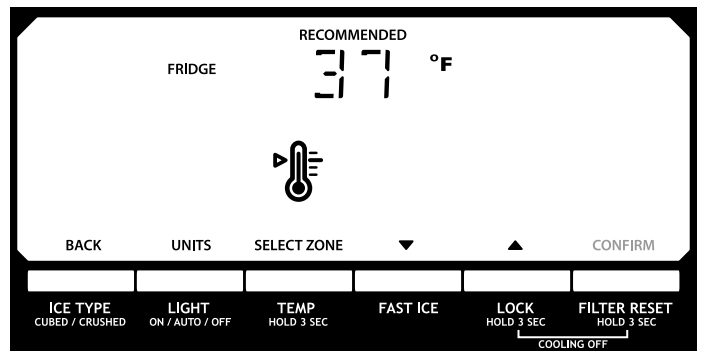 RECOMMENDED
FRIDGE 37 °F
BACK UNITS SELECT ZONE ▼ ▲ CONFIRM
ICE TYPE LIGHT TEMP FAST ICE LOCK FILTER RESET
CUBED / CRUSHED ON / AUTO / OFF HOLD 3 SEC HOLD 3 SEC HOLD 3 SEC
COOLING OFF